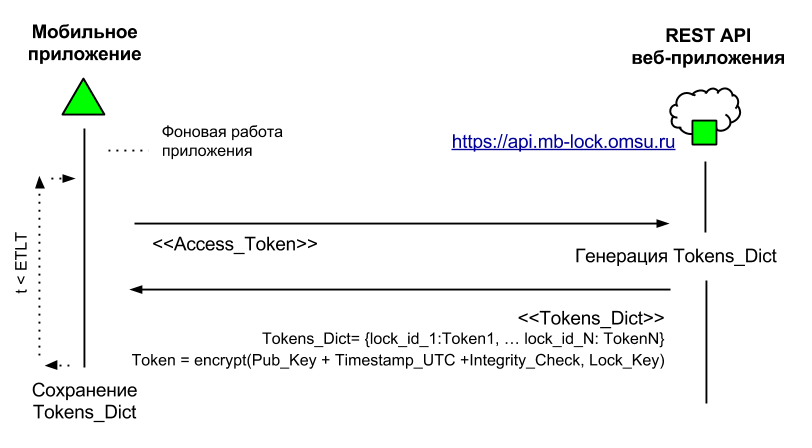 Мобильное
приложение
REST API
веб-приложения
Фоновая работа
приложения
https://api.mb-lock.omsu.ru
t < ETLT
<<Access_Token>>
Генерация Tokens_Dict
<<Tokens_Dict>>
Tokens_Dict= {lock_id_1:Token1, … lock_id_N: TokenN}
Token = encrypt(Pub_Key + Timestamp_UTC +Integrity_Check, Lock_Key)
Сохранение
Tokens_Dict